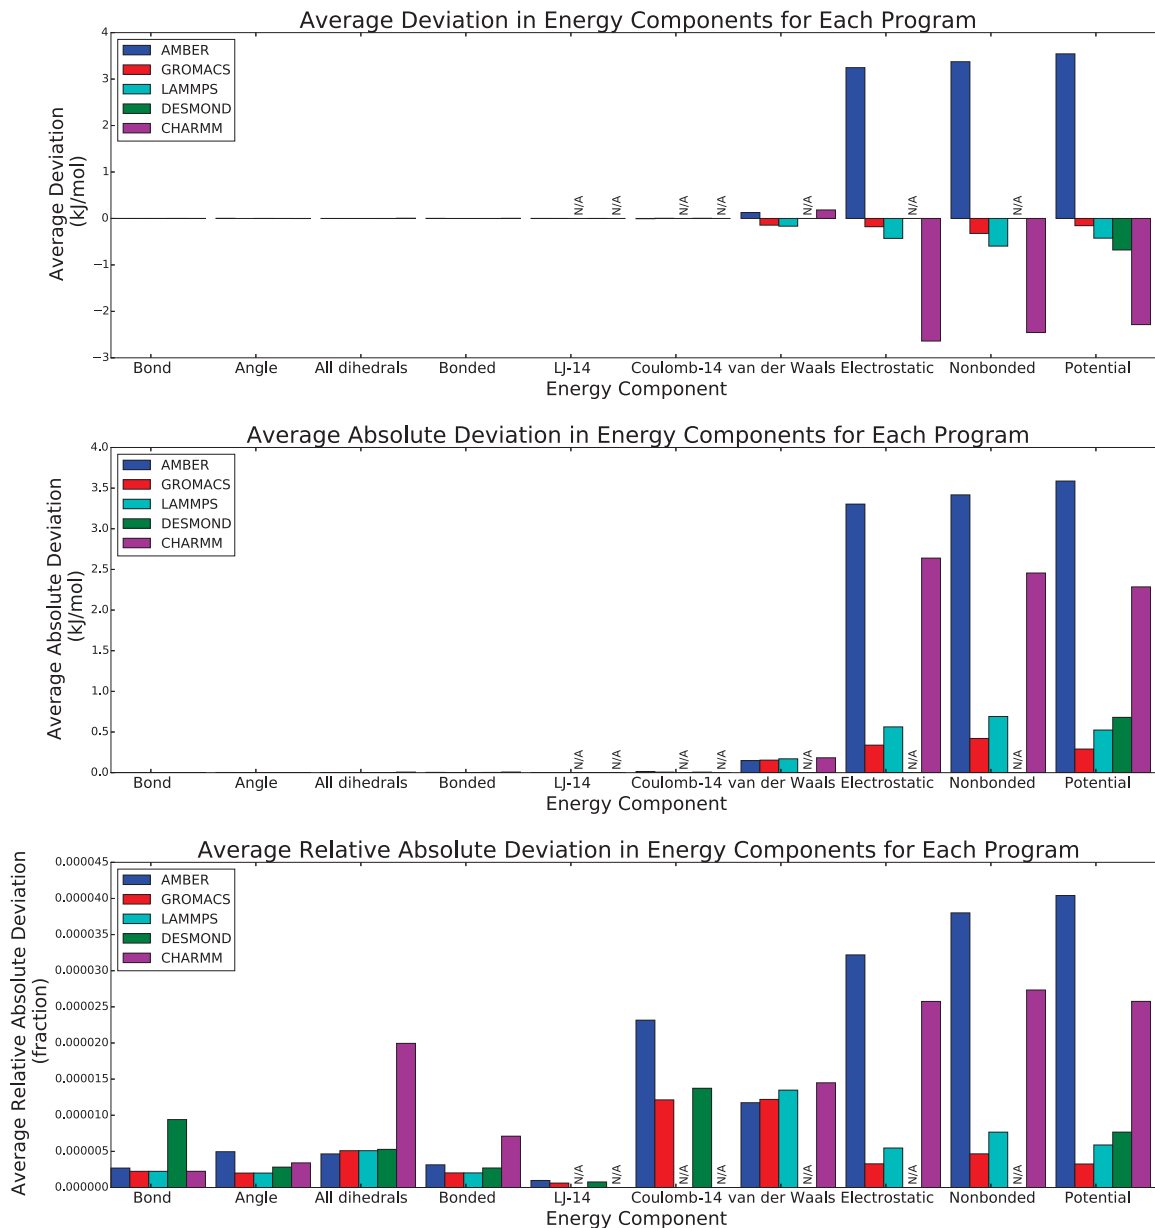 Average Deviation in Energy Components for Each Program
4
3
2
1
0
−1
−2
−3
Average Deviation
(kJ/mol)
AMBER
GROMACS
LAMMPS
DESMOND
CHARMM
N/A N/A N/A N/A N/A N/A N/A
Bond Angle All dihedrals Bonded LJ-14 Coulomb-14 van der Waals Electrostatic Nonbonded Potential
Energy Component
Average Absolute Deviation in Energy Components for Each Program
4.0
3.5
3.0
2.5
2.0
1.5
1.0
0.5
0.0
Average Absolute Deviation
(kJ/mol)
AMBER
GROMACS
LAMMPS
DESMOND
CHARMM
N/A N/A N/A N/A N/A N/A N/A
Bond Angle All dihedrals Bonded LJ-14 Coulomb-14 van der Waals Electrostatic Nonbonded Potential
Energy Component
Average Relative Absolute Deviation in Energy Components for Each Program
0.000045
0.000040
0.000035
0.000030
0.000025
0.000020
0.000015
0.000010
0.000005
0.000000
Average Relative Absolute Deviation
(fraction)
AMBER
GROMACS
LAMMPS
DESMOND
CHARMM
N/A N/A N/A N/A N/A N/A N/A
Bond Angle All dihedrals Bonded LJ-14 Coulomb-14 van der Waals Electrostatic Nonbonded Potential
Energy Component